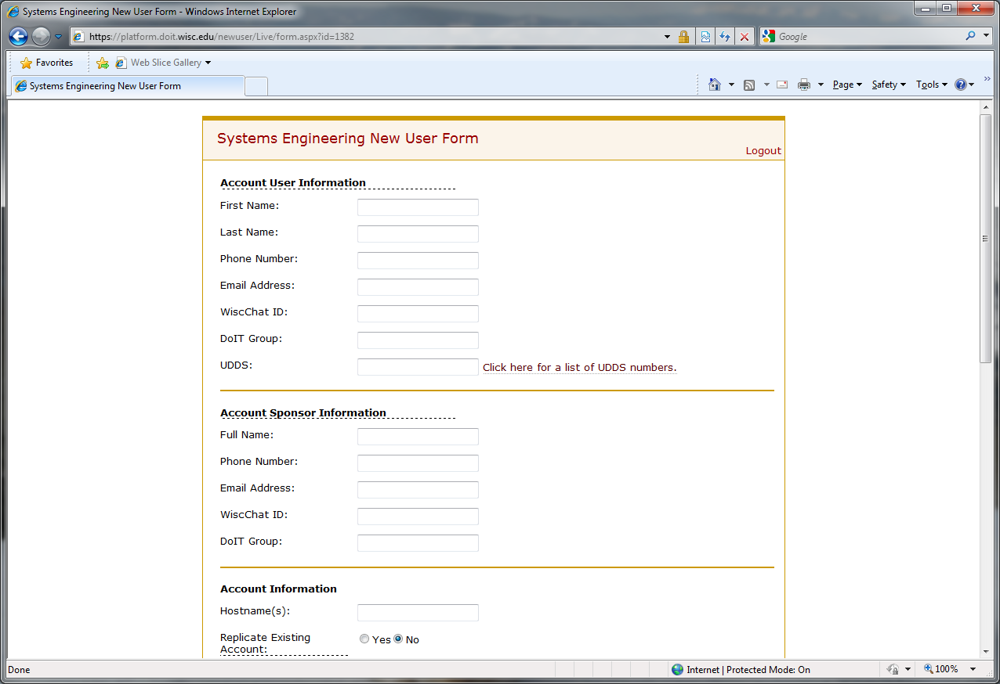 Systems Engineering New User Form - Windows Internet Explorer
https://platform.doit.wisc.edu/newuser/Live/form.aspx?id=1382
Google
Favorites
Web Slice Gallery
Systems Engineering New User Form
Page
Safety
Tools
Systems Engineering New User Form
Logout
Account User Information
First Name:
Last Name:
Phone Number:
Email Address:
WiscChat ID:
DoIT Group:
UDDS: Click here for a list of UDDS numbers.
Account Sponsor Information
Full Name:
Phone Number:
Email Address:
WiscChat ID:
DoIT Group:
Account Information
Hostname(s):
Replicate Existing
Account:
Yes No
Done
Internet | Protected Mode: On
100%